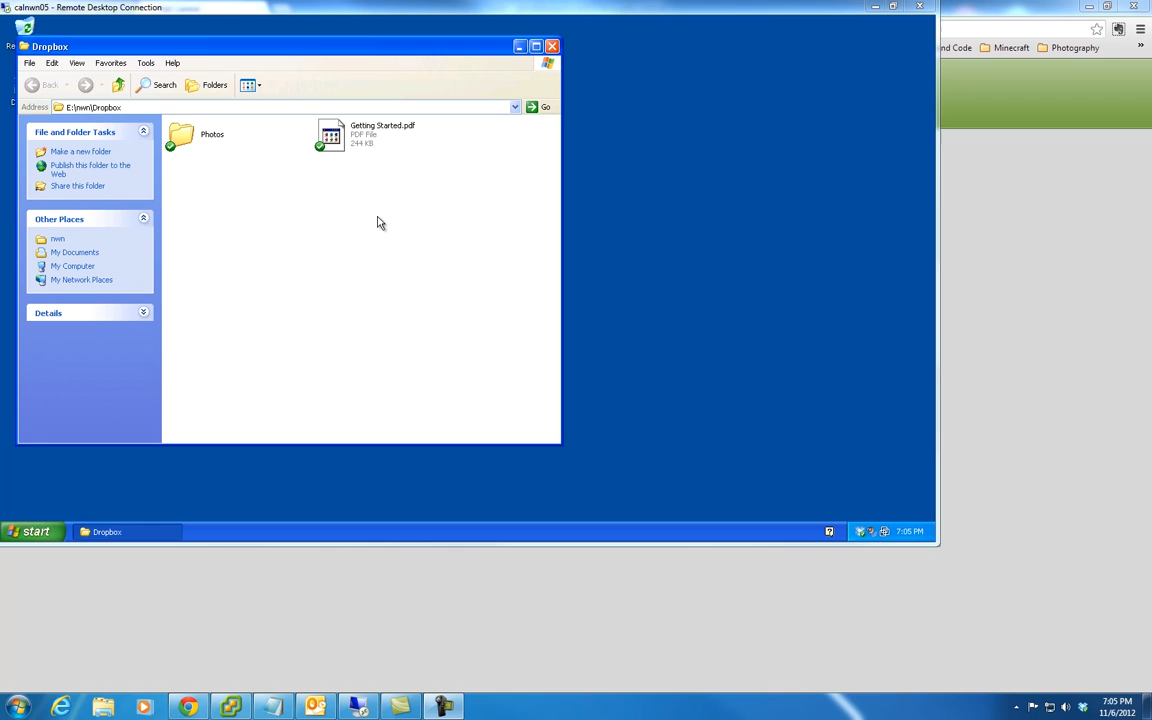 calnwn05 - Remote Desktop Connection
Re
Dropbox
File Edit View Favorites Tools Help
Back Search Folders
Address E:\nwn\Dropbox Go
File and Folder Tasks
Make a new folder
Publish this folder to the
Web
Share this folder
Other Places
nwn
My Documents
My Computer
My Network Places
Details
Photos
Getting Started.pdf
PDF File
244 KB
nd Code Minecraft Photography
start Dropbox 7:05 PM
7:05 PM
11/6/2012